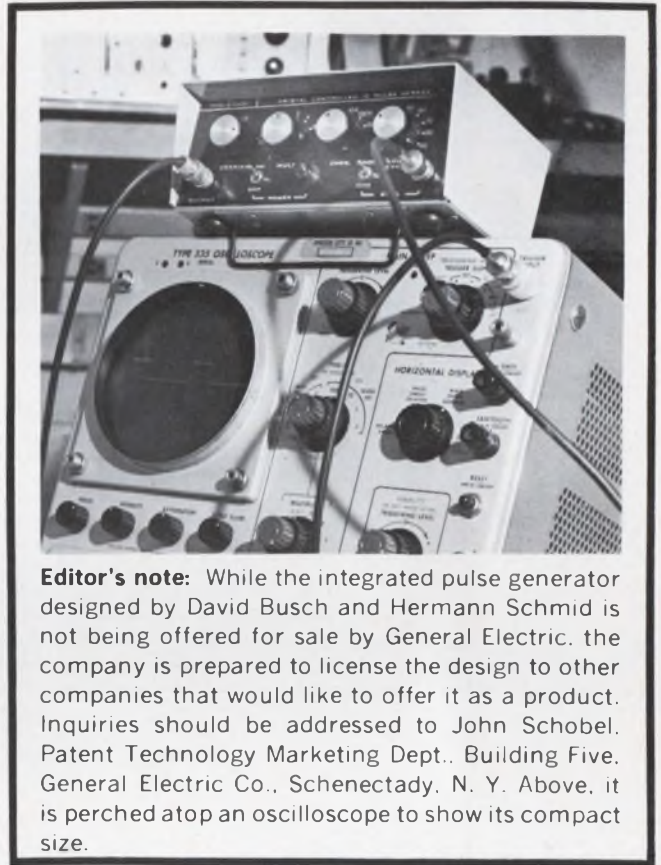 TYPE 535 OSCILLOSCOPE
HORIZONTAL DISPLAY
TRIGGERING LEVEL
Editor's note: While the integrated pulse generator
designed by David Busch and Hermann Schmid is
not being offered for sale by General Electric. the
company is prepared to license the design to other
companies that would like to offer it as a product.
Inquiries should be addressed to John Schobel.
Patent Technology Marketing Dept.. Building Five.
General Electric Co., Schenectady, N. Y. Above, it
is perched atop an oscilloscope to show its compact
size.